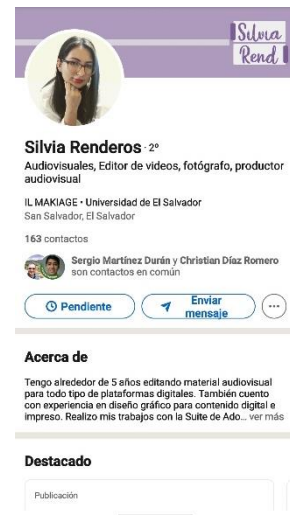 Silvia
Rend
Silvia Renderos · 2º
Audiovisuales, Editor de videos, fotógrafo, productor
audiovisual
IL MAKIAGE • Universidad de El Salvador
San Salvador, El Salvador
163 contactos
Sergio Martínez Durán y Christian Díaz Romero
son contactos en común
Pendiente
Enviar
mensaje
Acerca de
Tengo alrededor de 5 años editando material audiovisual
para todo tipo de plataformas digitales. También cuento
con experiencia en diseño gráfico para contenido digital e
impreso. Realizo mis trabajos con la Suite de Ado... ver más
Destacado
Publicación